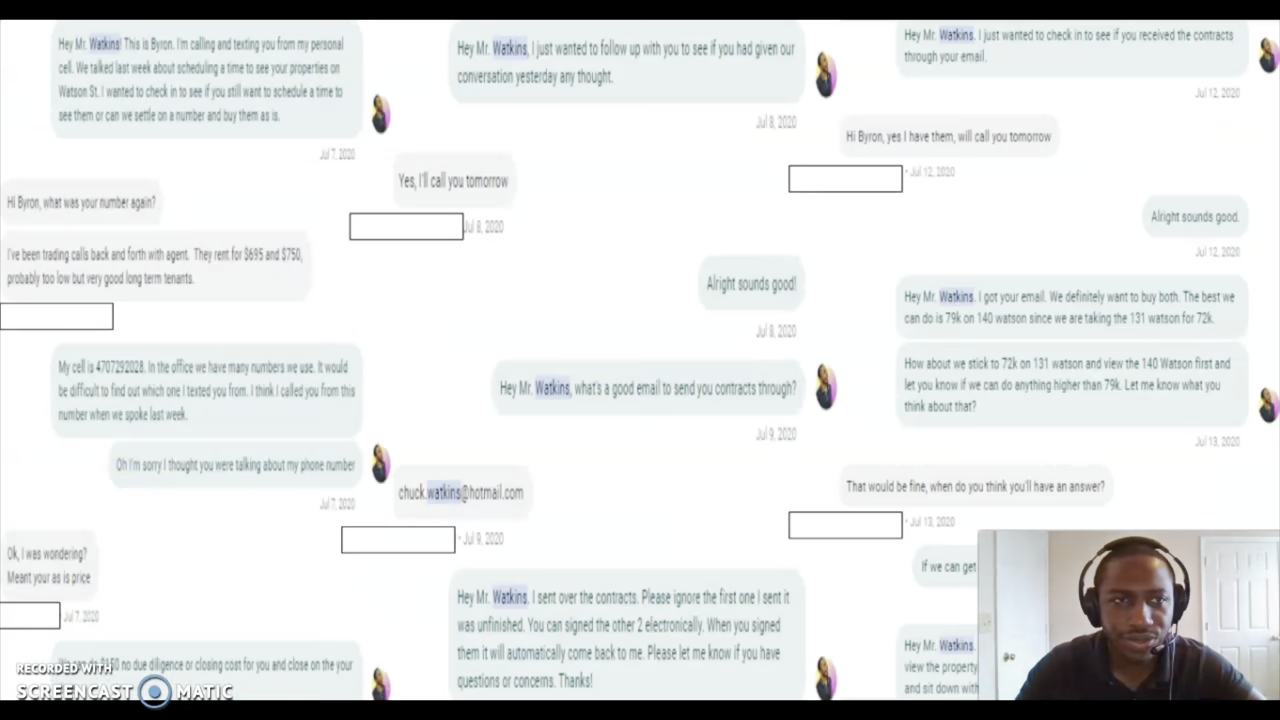 Hey Mr. Watkins! This is Byron. I'm calling and texting you from my personal
cell. We talked last week about scheduling a time to see your properties on
Watson St. I wanted to check in to see if you still want to schedule a time to
see them or can we settle on a number and buy them as is.
Jul 7, 2020
Hi Byron, what was your number again?
I've been trading calls back and forth with agent. They rent for $695 and $750,
probably too low but very good long term tenants.
My cell is 4707292028. In the office we have many numbers we use. It would
be difficult to find out which one I texted you from. I think I called you from this
number when we spoke last week.
Oh I'm sorry I thought you were talking about my phone number
Jul 7, 2020
Ok, I was wondering?
Meant your as is price
Jul 7, 2020
no due diligence or closing cost for you and close on the your
RECORDED WITH
SCREENCAST MATIC
Hey Mr. Watkins, I just wanted to follow up with you to see if you had given our
conversation yesterday any thought.
Jul 8, 2020
Yes, I'll call you tomorrow
Jul 8, 2020
Alright sounds good!
Jul 8, 2020
Hey Mr. Watkins, what's a good email to send you contracts through?
Jul 9, 2020
chuck.watkins@hotmail.com
• Jul 9, 2020
Hey Mr. Watkins. I sent over the contracts. Please ignore the first one I sent it
was unfinished. You can signed the other 2 electronically. When you signed
them it will automatically come back to me. Please let me know if you have
questions or concerns. Thanks!
Hey Mr. Watkins. I just wanted to check in to see if you received the contracts
through your email.
Jul 12, 2020
Hi Byron, yes I have them, will call you tomorrow
• Jul 12, 2020
Alright sounds good.
Jul 12, 2020
Hey Mr. Watkins. I got your email. We definitely want to buy both. The best we
can do is 79k on 140 watson since we are taking the 131 watson for 72k.
How about we stick to 72k on 131 watson and view the 140 Watson first and
let you know if we can do anything higher than 79k. Let me know what you
think about that?
Jul 13, 2020
That would be fine, when do you think you'll have an answer?
• Jul 13, 2020
If we can get
Hey Mr. Watkins.
view the property
and sit down with